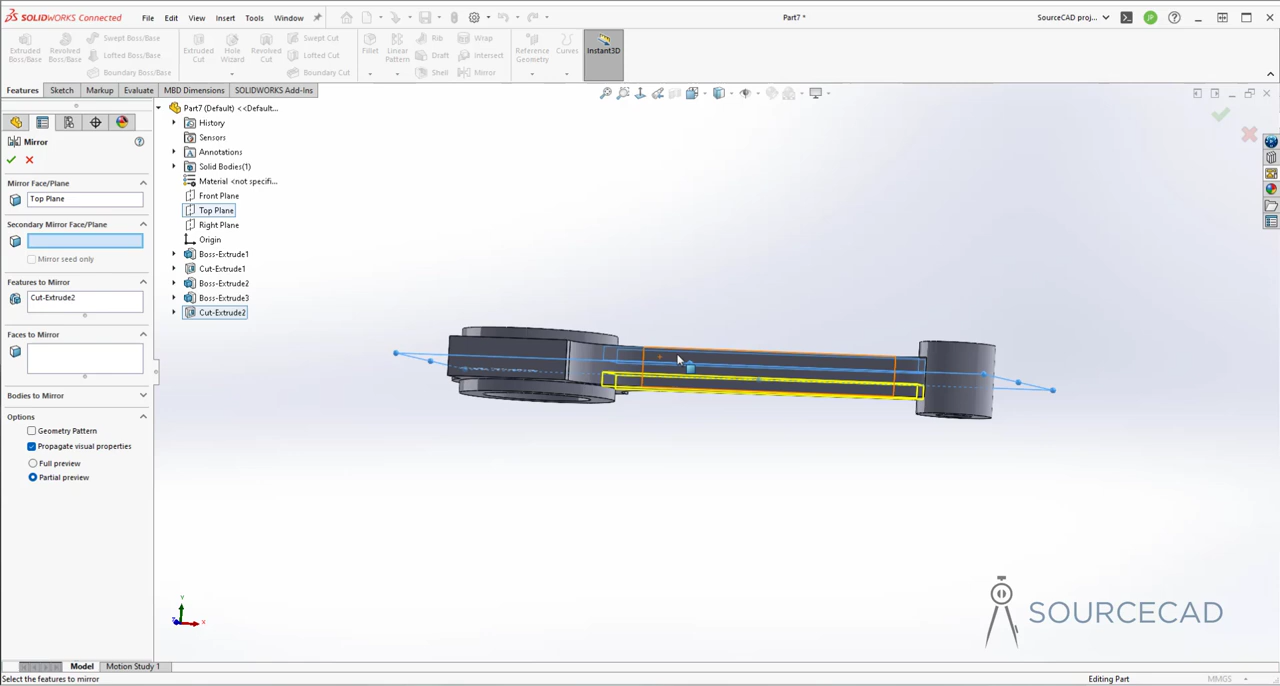 SOLIDWORKS Connected
File Edit View Insert Tools Window
Part7 *
SourceCAD proj...
JP
Extruded Boss/Base
Revolved Boss/Base
Swept Boss/Base
Lofted Boss/Base
Boundary Boss/Base
Extruded Cut
Hole Wizard
Revolved Cut
Swept Cut
Lofted Cut
Boundary Cut
Fillet
Linear Pattern
Rib
Draft
Shell
Wrap
Intersect
Mirror
Reference Geometry
Curves
Instant3D
Features Sketch Markup Evaluate MBD Dimensions SOLIDWORKS Add-Ins
Mirror
Mirror Face/Plane
Top Plane
Secondary Mirror Face/Plane
Mirror seed only
Features to Mirror
Cut-Extrude2
Faces to Mirror
Bodies to Mirror
Options
Geometry Pattern
Propagate visual properties
Full preview
Partial preview
Part7 (Default) <<Default...
History
Sensors
Annotations
Solid Bodies(1)
Material <not specifi...
Front Plane
Top Plane
Right Plane
Origin
Boss-Extrude1
Cut-Extrude1
Boss-Extrude2
Boss-Extrude3
Cut-Extrude2
Y
Z
X
SOURCECAD
Model Motion Study 1
Select the features to mirror
Editing Part
MMGS